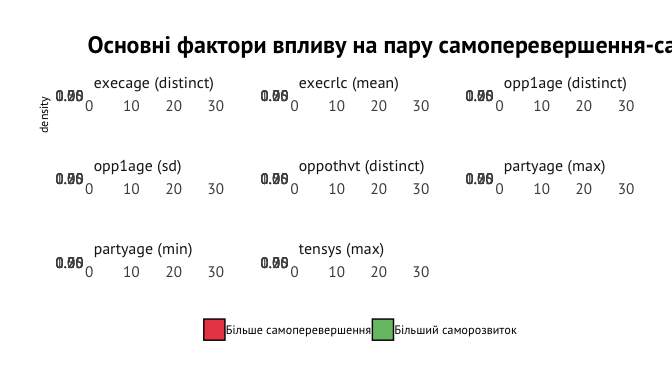 Основні фактори впливу на пару самоперевершення-са
execage (distinct) execrlc (mean) opp1age (distinct)
density
0 10 20 30 0 10 20 30 0 10 20 30
opp1age (sd) oppothvt (distinct) partyage (max)
0 10 20 30 0 10 20 30 0 10 20 30
partyage (min) tensys (max)
0 10 20 30 0 10 20 30
Більше самоперевершення Більший саморозвиток